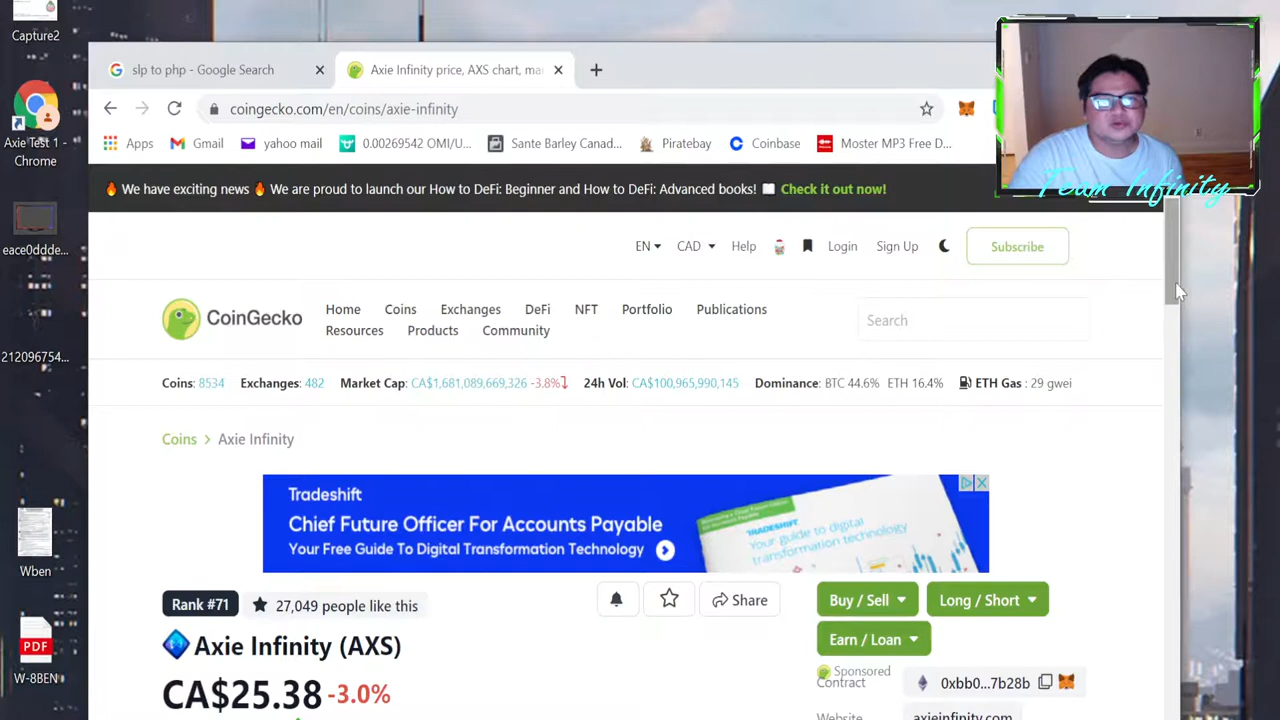 Capture2
slp to php - Google Search
Axie Infinity price, AXS chart, ma
coingecko.com/en/coins/axie-infinity
Axie Test 1 -
Chrome
Apps
Gmail
yahoo mail
0.00269542 OMI/U...
Sante Barley Canad...
Piratebay
Coinbase
Moster MP3 Free D...
Team Infinity
We have exciting news 🔥 We are proud to launch our How to DeFi: Beginner and How to DeFi: Advanced books! 📖 Check it out now!
eace0ddde...
EN
CAD
Help
Login
Sign Up
Subscribe
CoinGecko
Home
Coins
Exchanges
DeFi
NFT
Portfolio
Publications
Resources
Products
Community
Search
212096754...
Coins: 8534
Exchanges: 482
Market Cap: CA$1,681,089,669,326 -3.8%
24h Vol: CA$100,965,990,145
Dominance: BTC 44.6% ETH 16.4%
ETH Gas : 29 gwei
Coins > Axie Infinity
Tradeshift
Chief Future Officer For Accounts Payable
Your Free Guide To Digital Transformation Technology
TRADESHIFT
Your guide to digital
transformation technology
Wben
Rank #71
27,049 people like this
Share
Buy / Sell
Long / Short
Earn / Loan
Axie Infinity (AXS)
PDF
W-8BEN
Sponsored
Contract
0xbb0...7b28b
CA$25.38 -3.0%
Website
axieinfinity.com